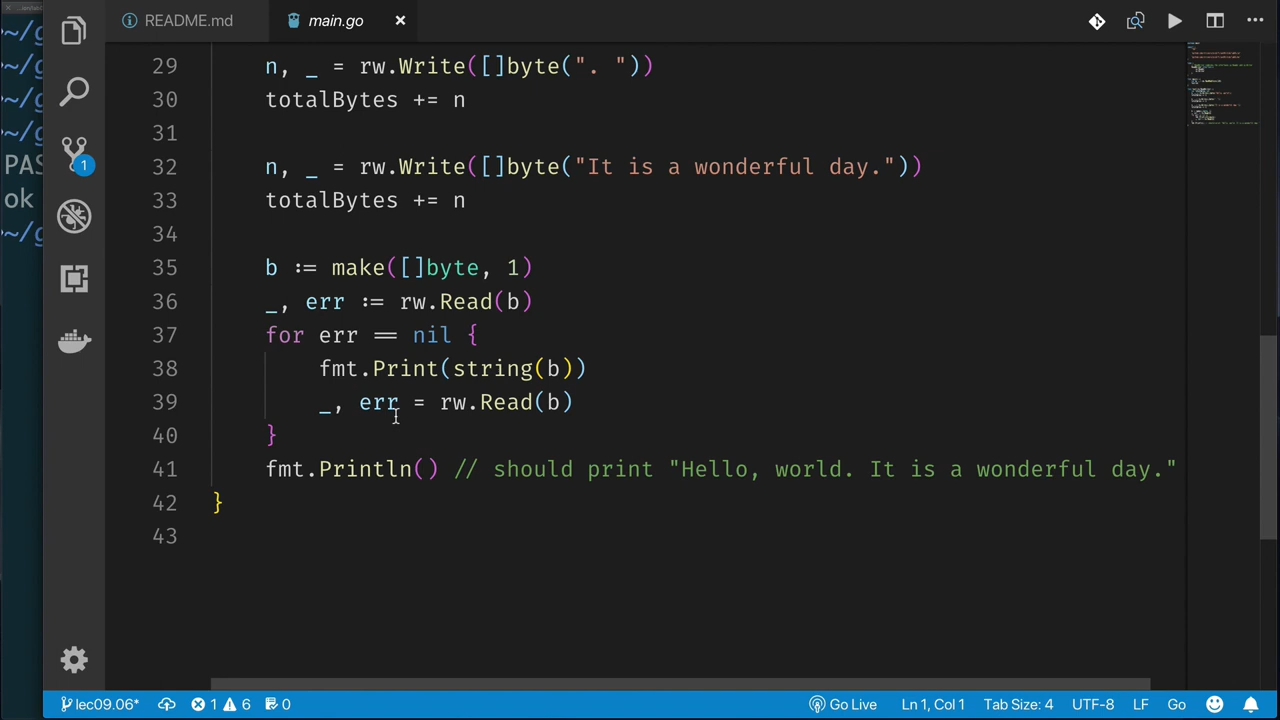 README.md
main.go
29 n, _ = rw.Write([]byte(". "))
30 totalBytes += n
31
32 n, _ = rw.Write([]byte("It is a wonderful day."))
33 totalBytes += n
34
35 b := make([]byte, 1)
36 _, err := rw.Read(b)
37 for err == nil {
38 fmt.Print(string(b))
39 _, err = rw.Read(b)
40 }
41 fmt.Println() // should print "Hello, world. It is a wonderful day."
42 }
43
~/g
~/g
~/g
~/g
PAS
ok
~/g
1
lec09.06* 1 6 0 Go Live Ln 1, Col 1 Tab Size: 4 UTF-8 LF Go